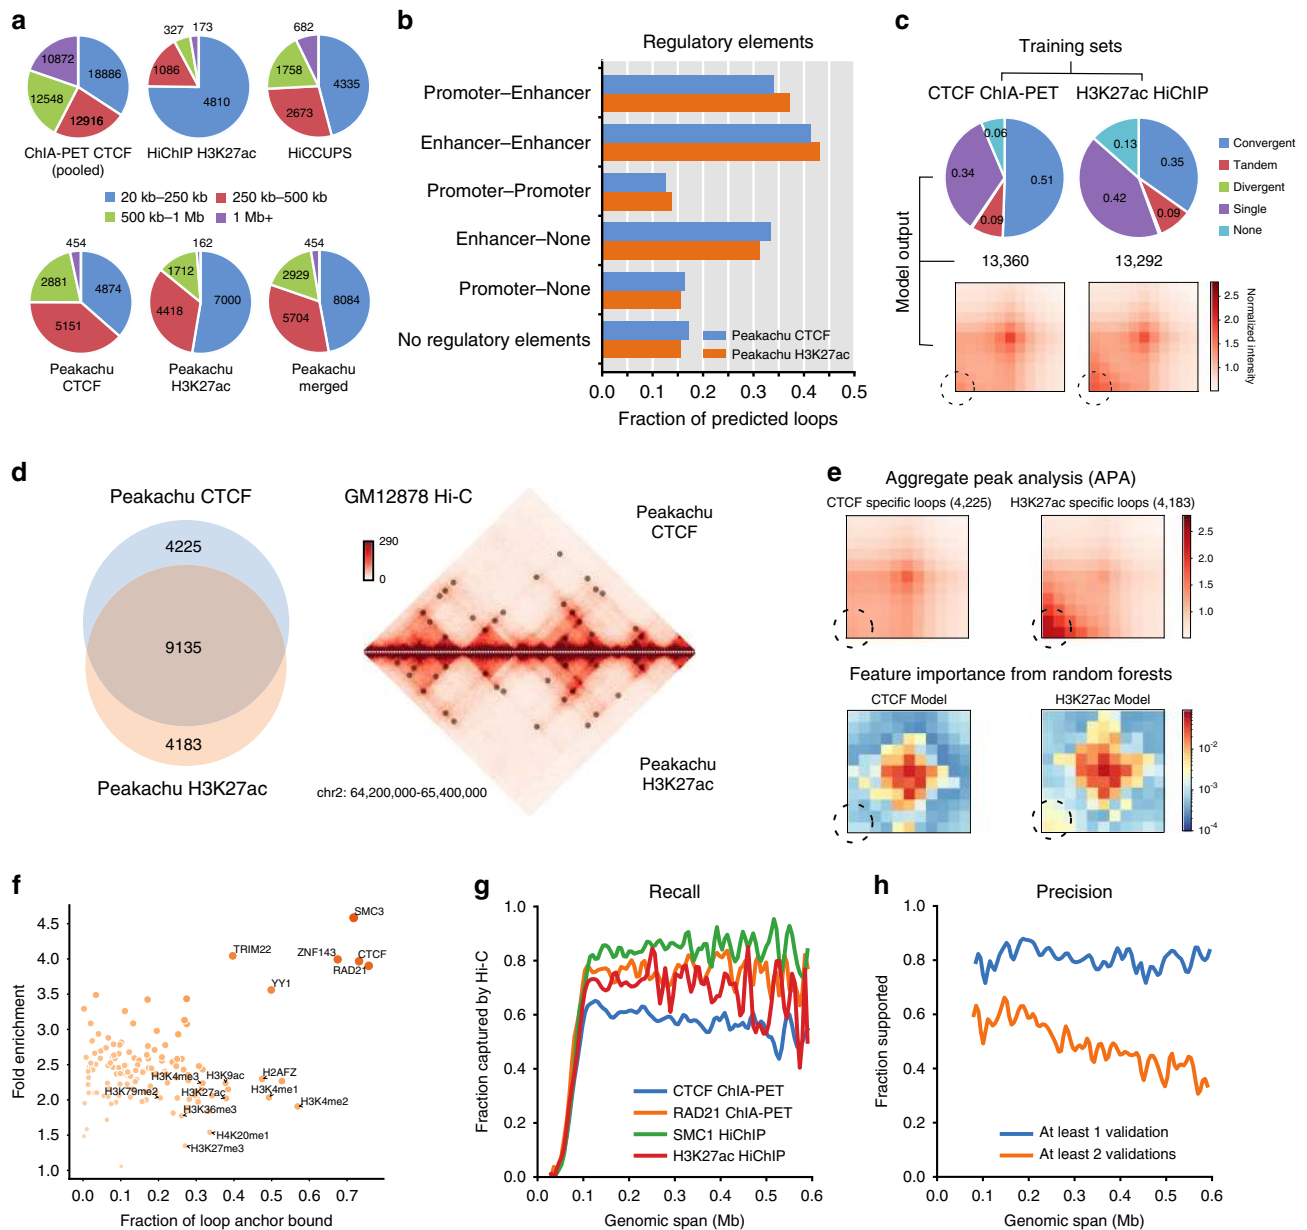 a
327
173
682
10872
18886
12548
12916
1086
4810
1758
4335
2673
ChIA-PET CTCF
(pooled)
HiChIP H3K27ac
HiCCUPS
20 kb–250 kb
250 kb–500 kb
500 kb–1 Mb
1 Mb+
454
162
454
2881
4874
5151
1712
7000
4418
2929
8084
5704
Peakachu
CTCF
Peakachu
H3K27ac
Peakachu
merged
b
Regulatory elements
Promoter–Enhancer
Enhancer–Enhancer
Promoter–Promoter
Enhancer–None
Promoter–None
No regulatory elements
Peakachu CTCF
Peakachu H3K27ac
0.0 0.1 0.2 0.3 0.4 0.5
Fraction of predicted loops
c
Training sets
CTCF ChIA-PET
H3K27ac HiChIP
0.06
0.34
0.51
0.09
0.13
0.35
0.42
0.09
Convergent
Tandem
Divergent
Single
None
Model output
13,360
13,292
2.5
2.0
1.5
1.0
Normalized intensity
d
Peakachu CTCF
4225
9135
4183
Peakachu H3K27ac
GM12878 Hi-C
290
0
Peakachu
CTCF
Peakachu
H3K27ac
chr2: 64,200,000-65,400,000
e
Aggregate peak analysis (APA)
CTCF specific loops (4,225)
H3K27ac specific loops (4,183)
2.5
2.0
1.5
1.0
Feature importance from random forests
CTCF Model
H3K27ac Model
10-2
10-3
10-4
f
Fold enrichment
4.5
4.0
3.5
3.0
2.5
2.0
1.5
1.0
SMC3
TRIM22
ZNF143
CTCF
RAD21
YY1
H3K4me3
H3K9ac
H2AFZ
H3K79me2
H3K27ac
H3K4me1
H3K36me3
H3K4me2
H4K20me1
H3K27me3
0.0 0.1 0.2 0.3 0.4 0.5 0.6 0.7
Fraction of loop anchor bound
g
Recall
Fraction captured by Hi-C
1.0
0.8
0.6
0.4
0.2
0.0
CTCF ChIA-PET
RAD21 ChIA-PET
SMC1 HiChIP
H3K27ac HiChIP
0.0 0.1 0.2 0.3 0.4 0.5 0.6
Genomic span (Mb)
h
Precision
Fraction supported
1.0
0.8
0.6
0.4
0.2
0.0
At least 1 validation
At least 2 validations
0.0 0.1 0.2 0.3 0.4 0.5 0.6
Genomic span (Mb)